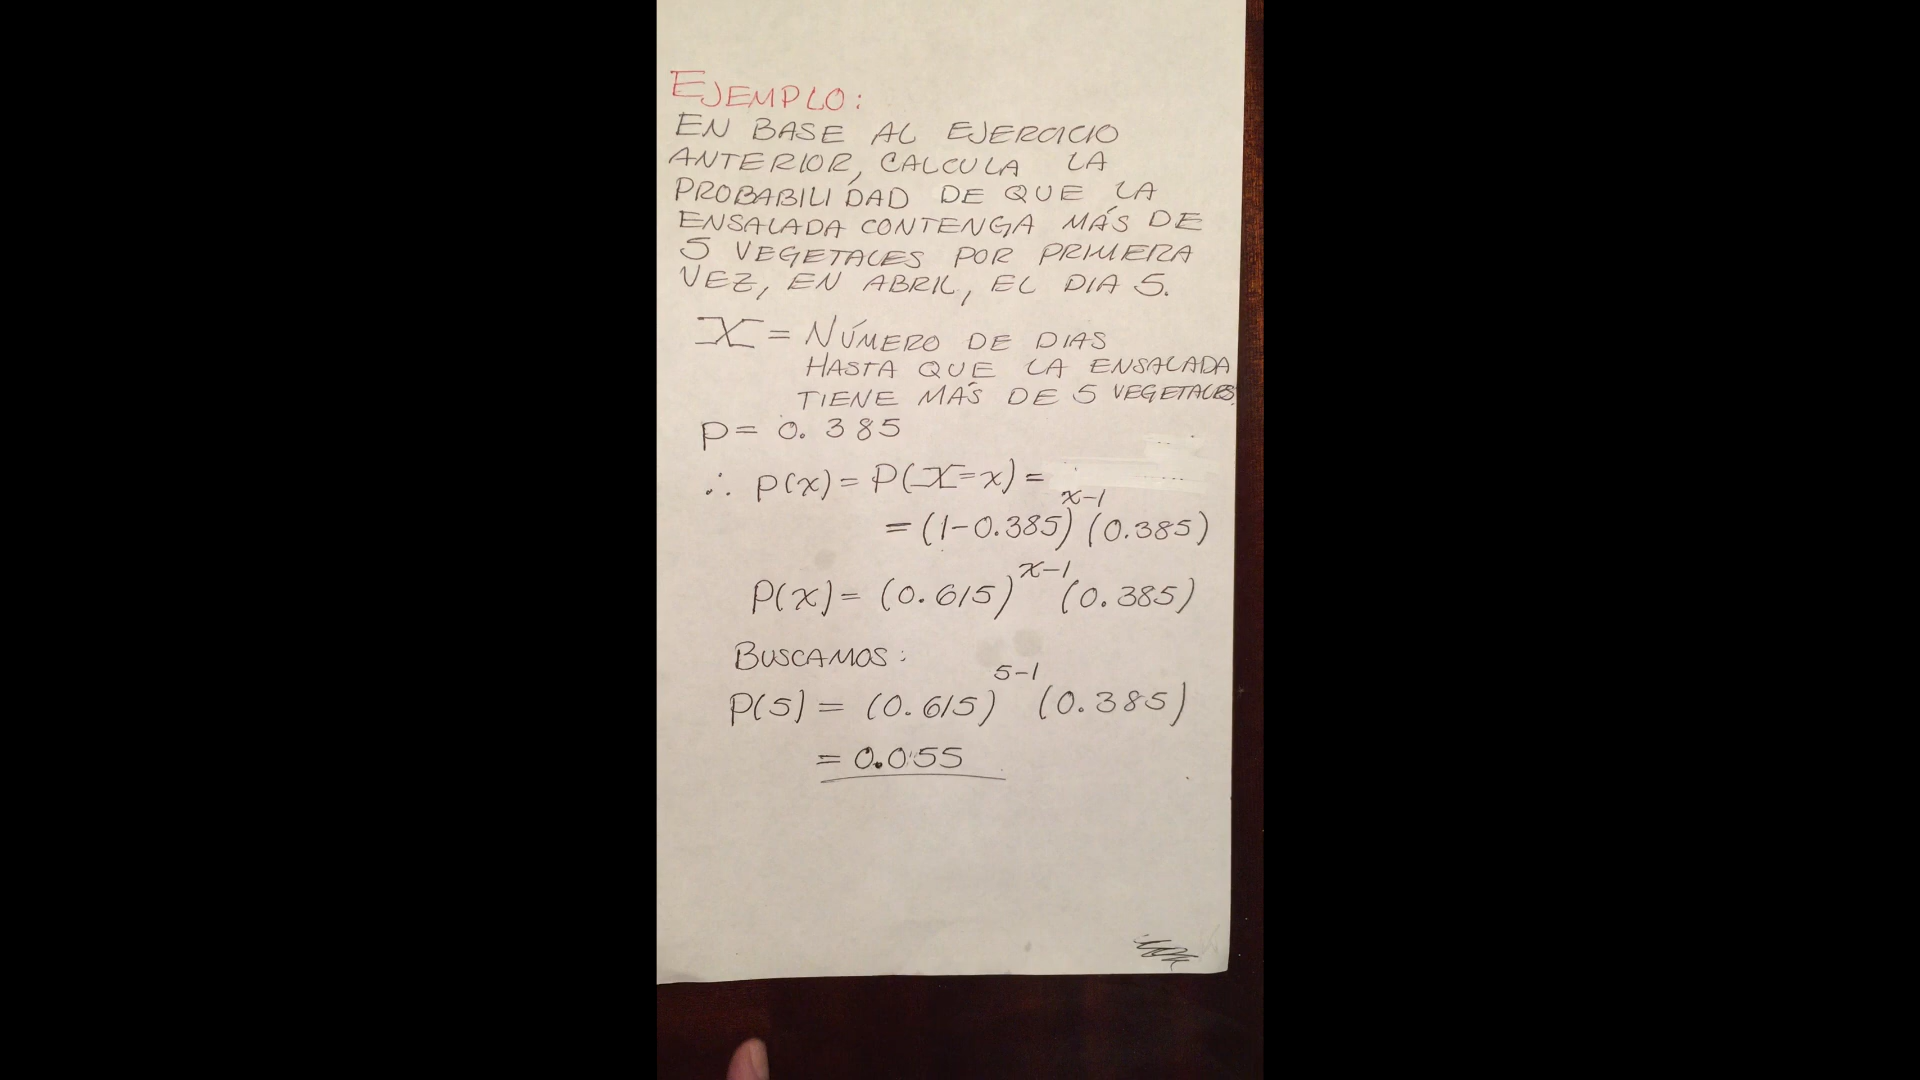 EJEMPLO:
EN BASE AL EJERCICIO
ANTERIOR, CALCULA LA
PROBABILIDAD DE QUE LA
ENSALADA CONTENGA MÁS DE
5 VEGETALES POR PRIMERA
VEZ, EN ABRIL, EL DIA 5.
X = NÚMERO DE DIAS
HASTA QUE LA ENSALADA
TIENE MÁS DE 5 VEGETALES.
p = 0.385
∴ p(x) = P(X=x) =
= (1-0.385)^{x-1} (0.385)
P(x) = (0.615)^{x-1} (0.385)
BUSCAMOS:
P(5) = (0.615)^{5-1} (0.385)
= 0.055